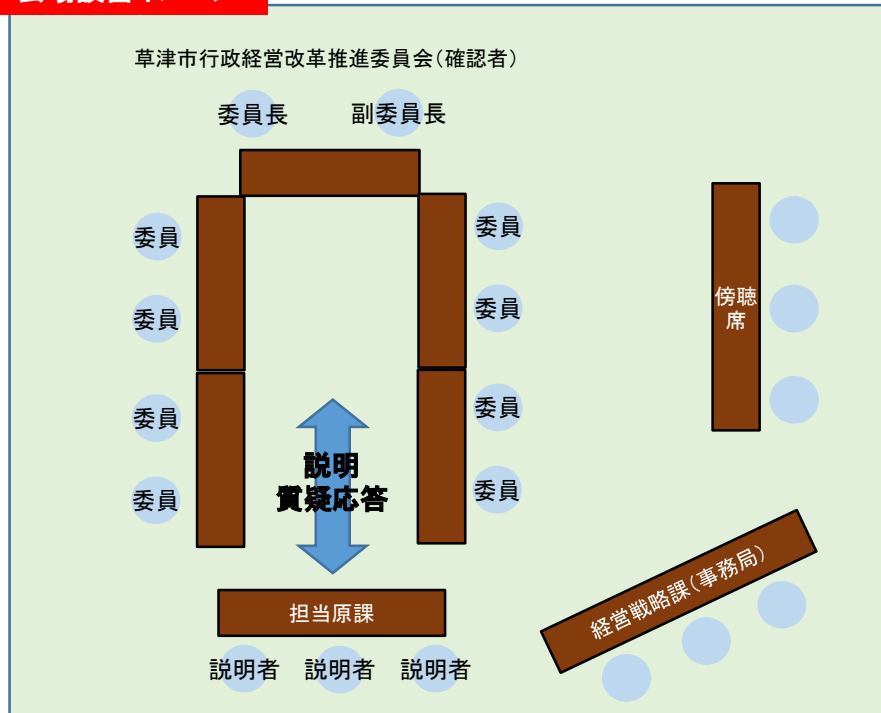 草津市行政経営改革推進委員会(確認者)
委員長 副委員長
委員 委員
委員 委員
委員 委員
委員 委員
説明
質疑応答
傍聴
席
経営戦略課(事務局)
担当原課
説明者 説明者 説明者